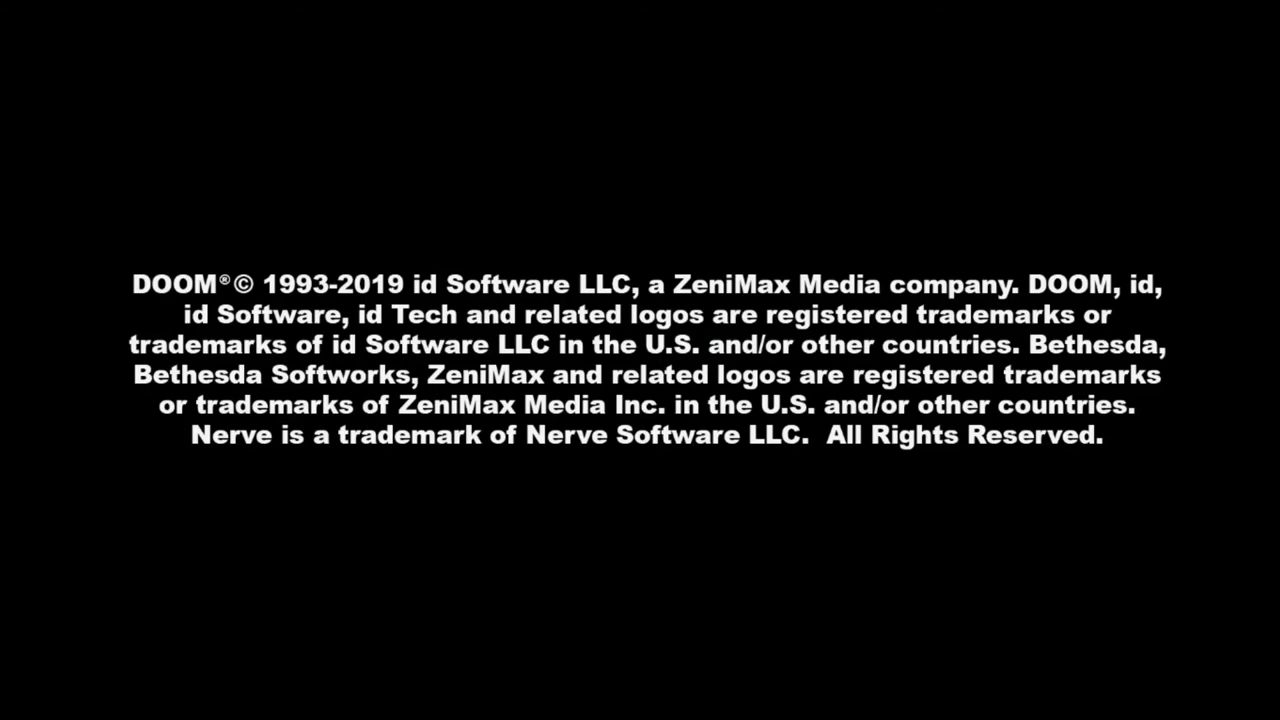 DOOM®© 1993-2019 id Software LLC, a ZeniMax Media company. DOOM, id,
id Software, id Tech and related logos are registered trademarks or
trademarks of id Software LLC in the U.S. and/or other countries. Bethesda,
Bethesda Softworks, ZeniMax and related logos are registered trademarks
or trademarks of ZeniMax Media Inc. in the U.S. and/or other countries.
Nerve is a trademark of Nerve Software LLC.  All Rights Reserved.